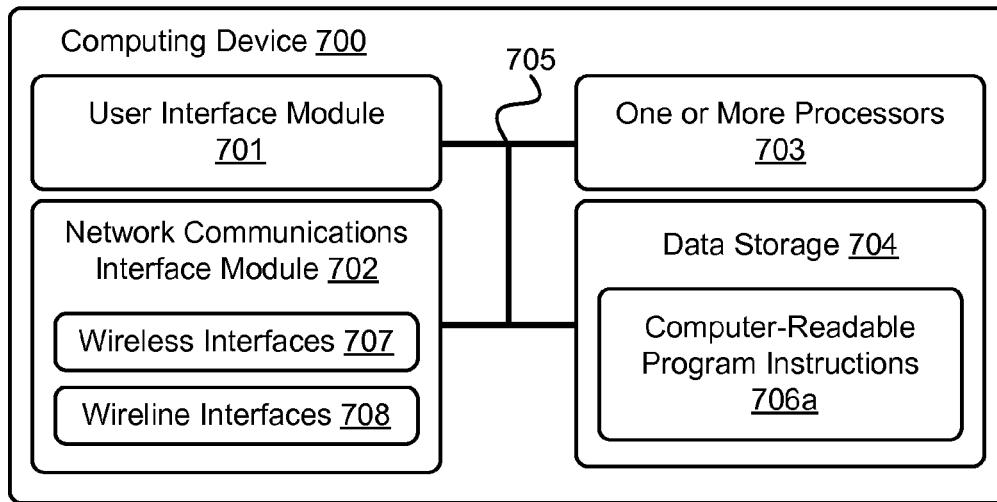 Computing Device 700
705
User Interface Module
701
One or More Processors
703
Network Communications
Interface Module 702
Wireless Interfaces 707
Wireline Interfaces 708
Data Storage 704
Computer-Readable
Program Instructions
706a